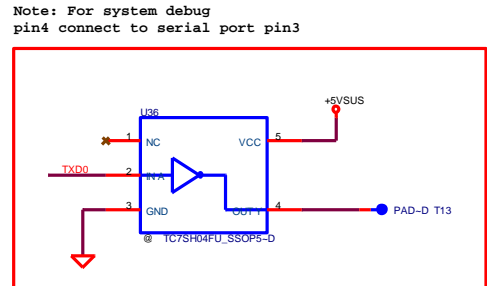 Note: For system debug
pin4 connect to serial port pin3
U36
+5VSUS
1
NC
VCC
5
TXD0
2
IN A
3
GND
OUT Y
4
PAD-D T13
@ TC7SH04FU_SSOP5-D